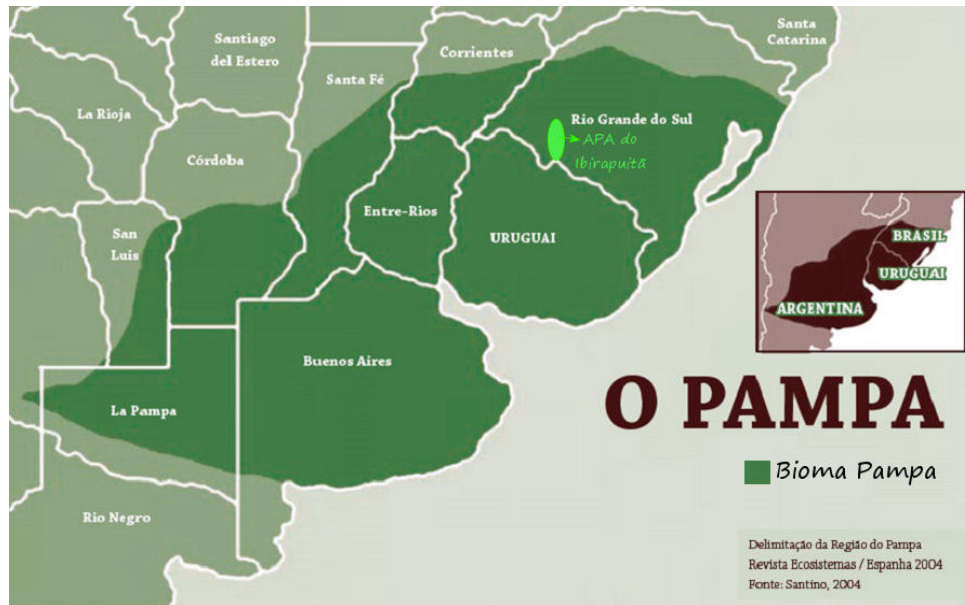 Santa
Catarina
Santiago
del Estero
Corrientes
Santa Fé
La Rioja
Rio Grande do Sul
APA do
Ibirapuitã
Córdoba
Entre-Rios
San
Luis
URUGUAI
BRASIL
URUGUAI
ARGENTINA
Buenos Aires
La Pampa
O PAMPA
Bioma Pampa
Rio Negro
Delimitação da Região do Pampa
Revista Ecosistemas / Espanha 2004
Fonte: Santino, 2004